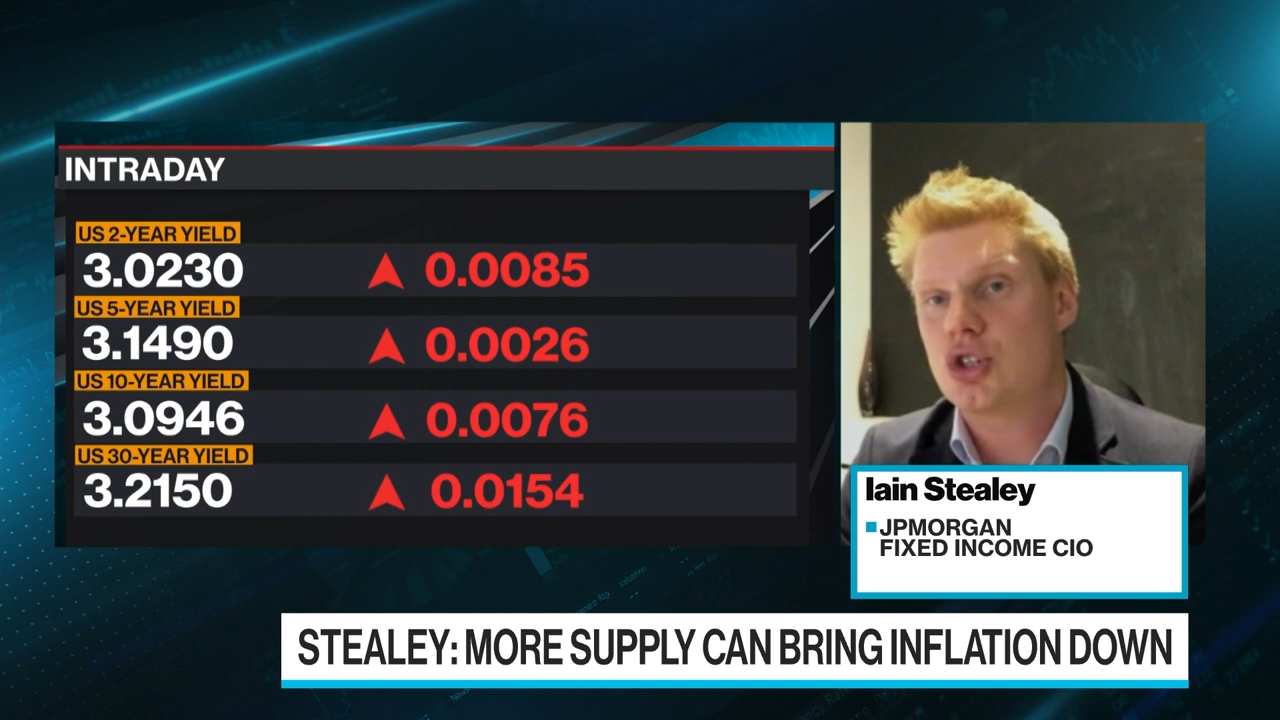 INTRADAY
US 2-YEAR YIELD
3.0230 ▲ 0.0085
US 5-YEAR YIELD
3.1490 ▲ 0.0026
US 10-YEAR YIELD
3.0946 ▲ 0.0076
US 30-YEAR YIELD
3.2150 ▲ 0.0154
Iain Stealey
JPMORGAN
FIXED INCOME CIO
STEALEY: MORE SUPPLY CAN BRING INFLATION DOWN